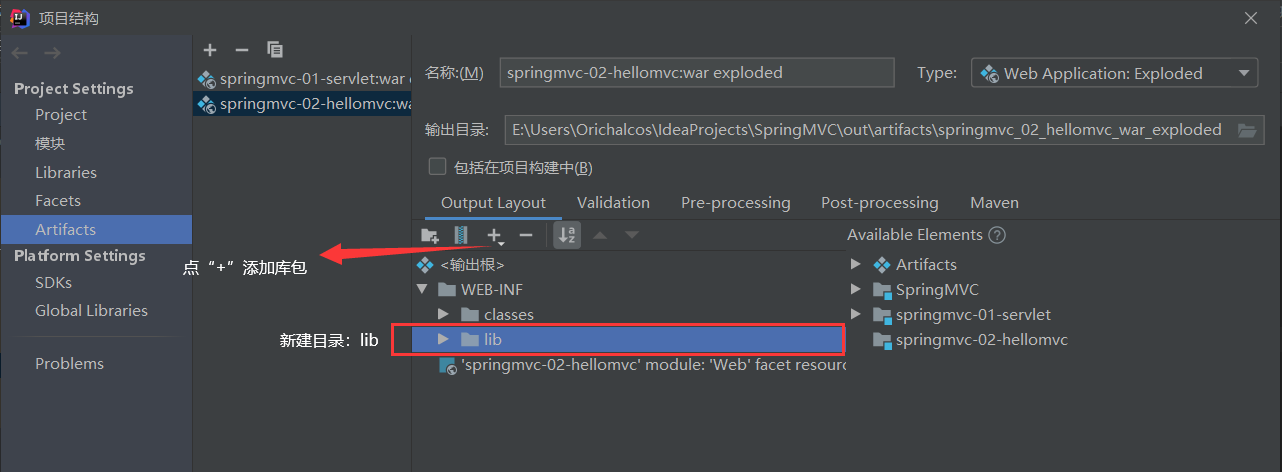 项目结构
Project Settings
Project
模块
Libraries
Facets
Artifacts
Platform Settings
SDKs
Global Libraries
Problems
springmvc-01-servlet:war
springmvc-02-hellomvc:wa
名称:(M)
springmvc-02-hellomvc:war exploded
Type:
Web Application: Exploded
输出目录:
E:\Users\Orichalcos\IdeaProjects\SpringMVC\out\artifacts\springmvc_02_hellomvc_war_exploded
包括在项目构建中(B)
Output Layout
Validation
Pre-processing
Post-processing
Maven
点“+”添加库包
<输出根>
WEB-INF
classes
新建目录：lib
lib
'springmvc-02-hellomvc' module: 'Web' facet resour
Available Elements ?
Artifacts
SpringMVC
springmvc-01-servlet
springmvc-02-hellomvc